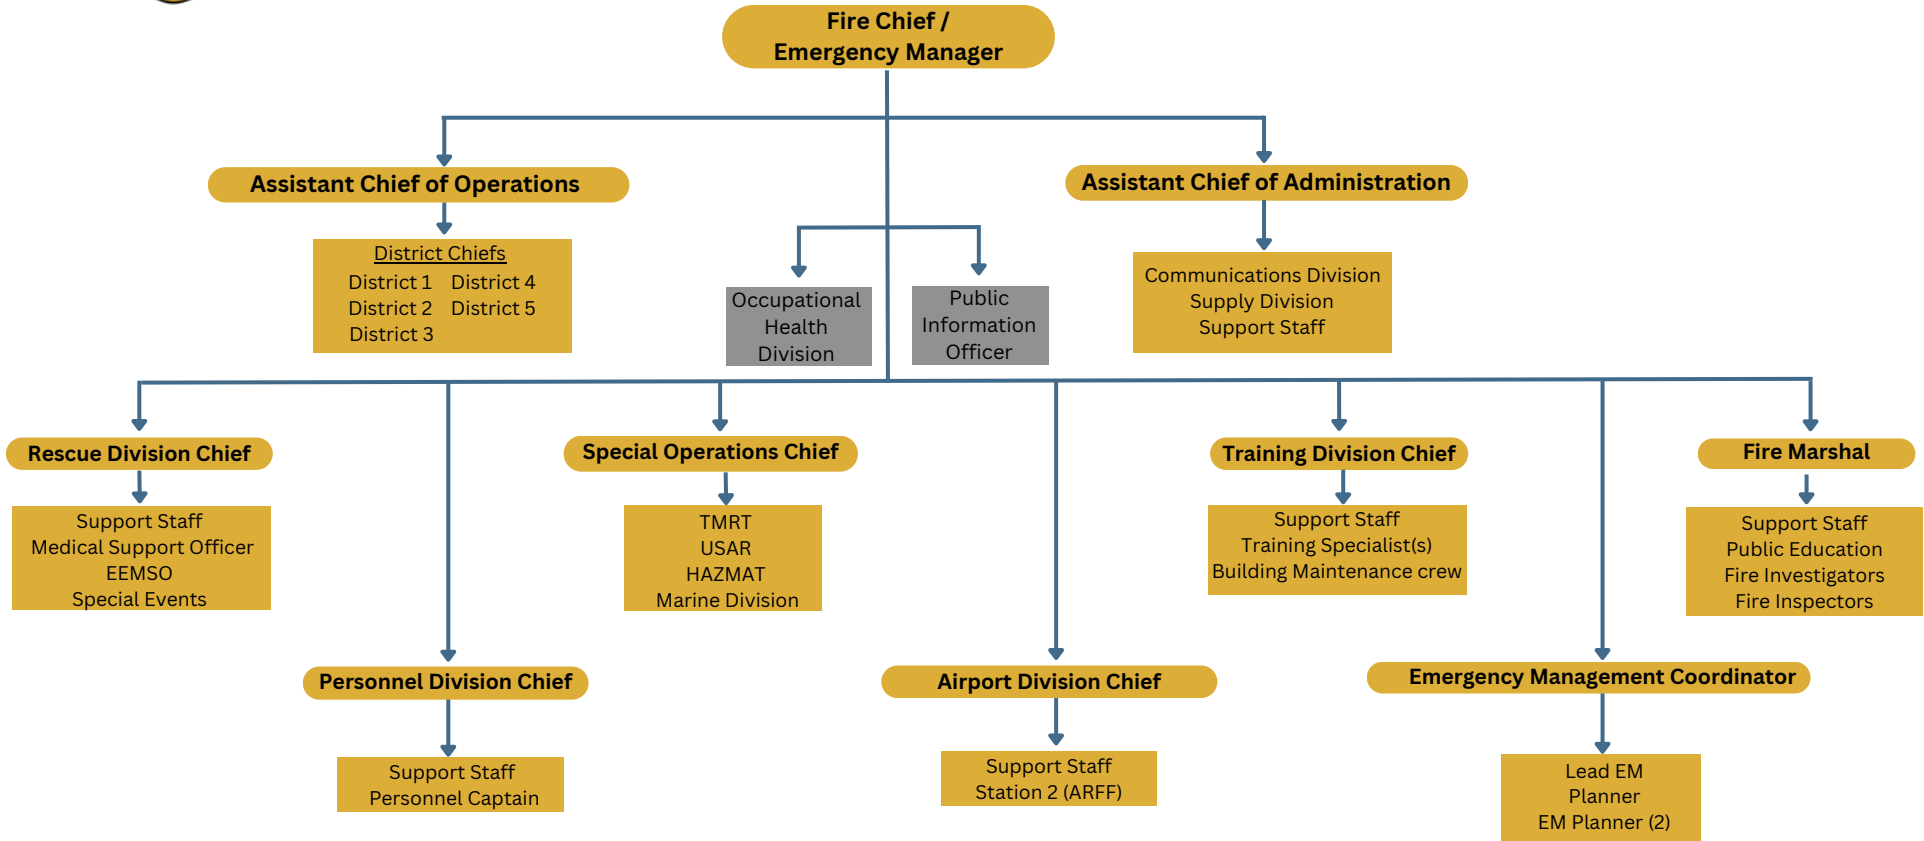 Fire Chief /
Emergency Manager
Assistant Chief of Operations
Assistant Chief of Administration
District Chiefs
District 1 District 4
District 2 District 5
District 3
Occupational
Health
Division
Public
Information
Officer
Communications Division
Supply Division
Support Staff
Rescue Division Chief
Support Staff
Medical Support Officer
EEMSO
Special Events
Special Operations Chief
TMRT
USAR
HAZMAT
Marine Division
Training Division Chief
Support Staff
Training Specialist(s)
Building Maintenance crew
Fire Marshal
Support Staff
Public Education
Fire Investigators
Fire Inspectors
Personnel Division Chief
Support Staff
Personnel Captain
Airport Division Chief
Support Staff
Station 2 (ARFF)
Emergency Management Coordinator
Lead EM
Planner
EM Planner (2)